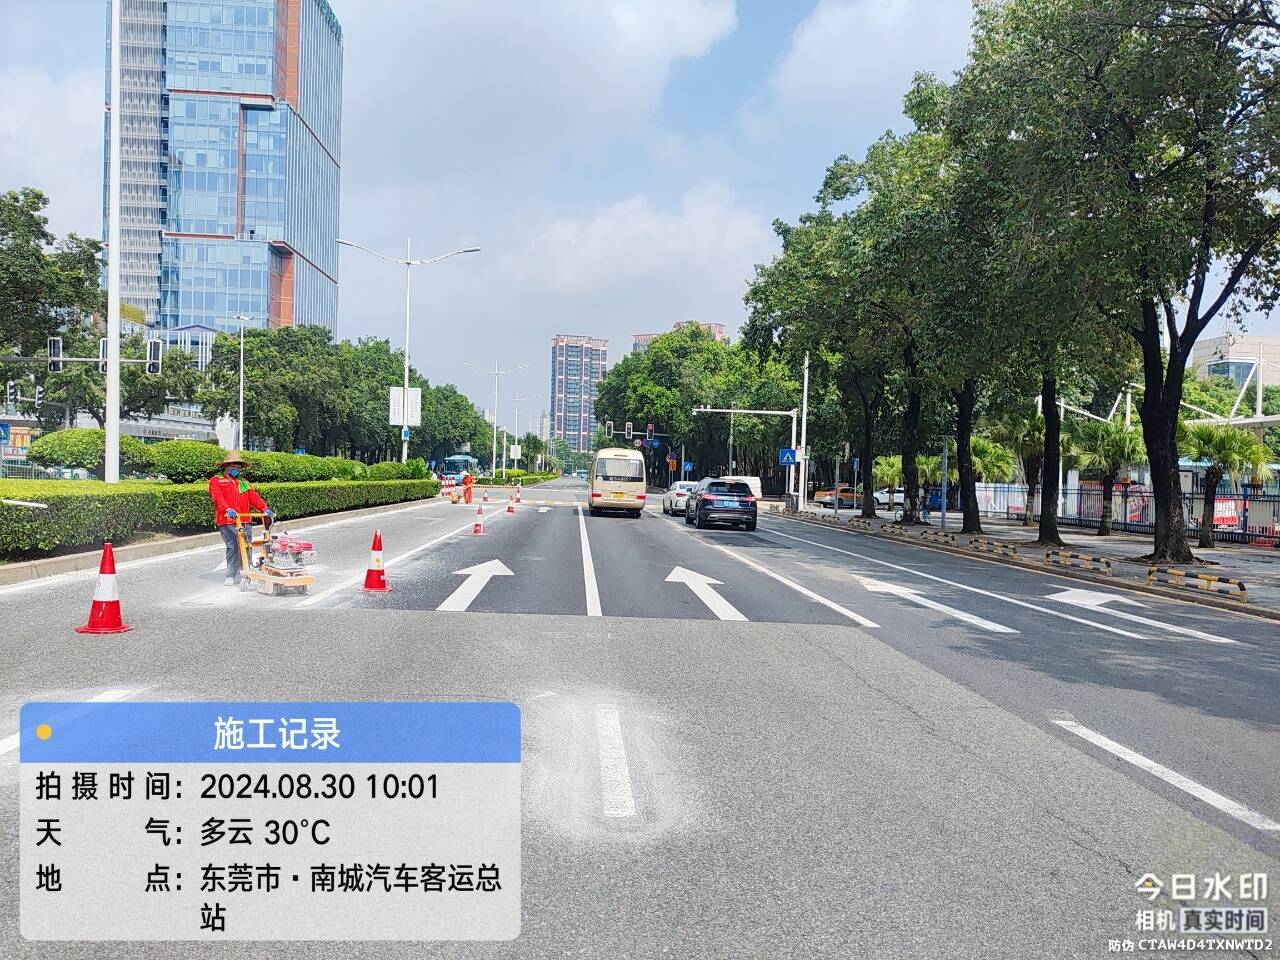 施工记录
拍摄时间：2024.08.30 10:01
天气：多云 30°C
地点：东莞市·南城汽车客运总
站
今日水印
相机 真实时间
防伪 CTAW4D4TXNWTD2